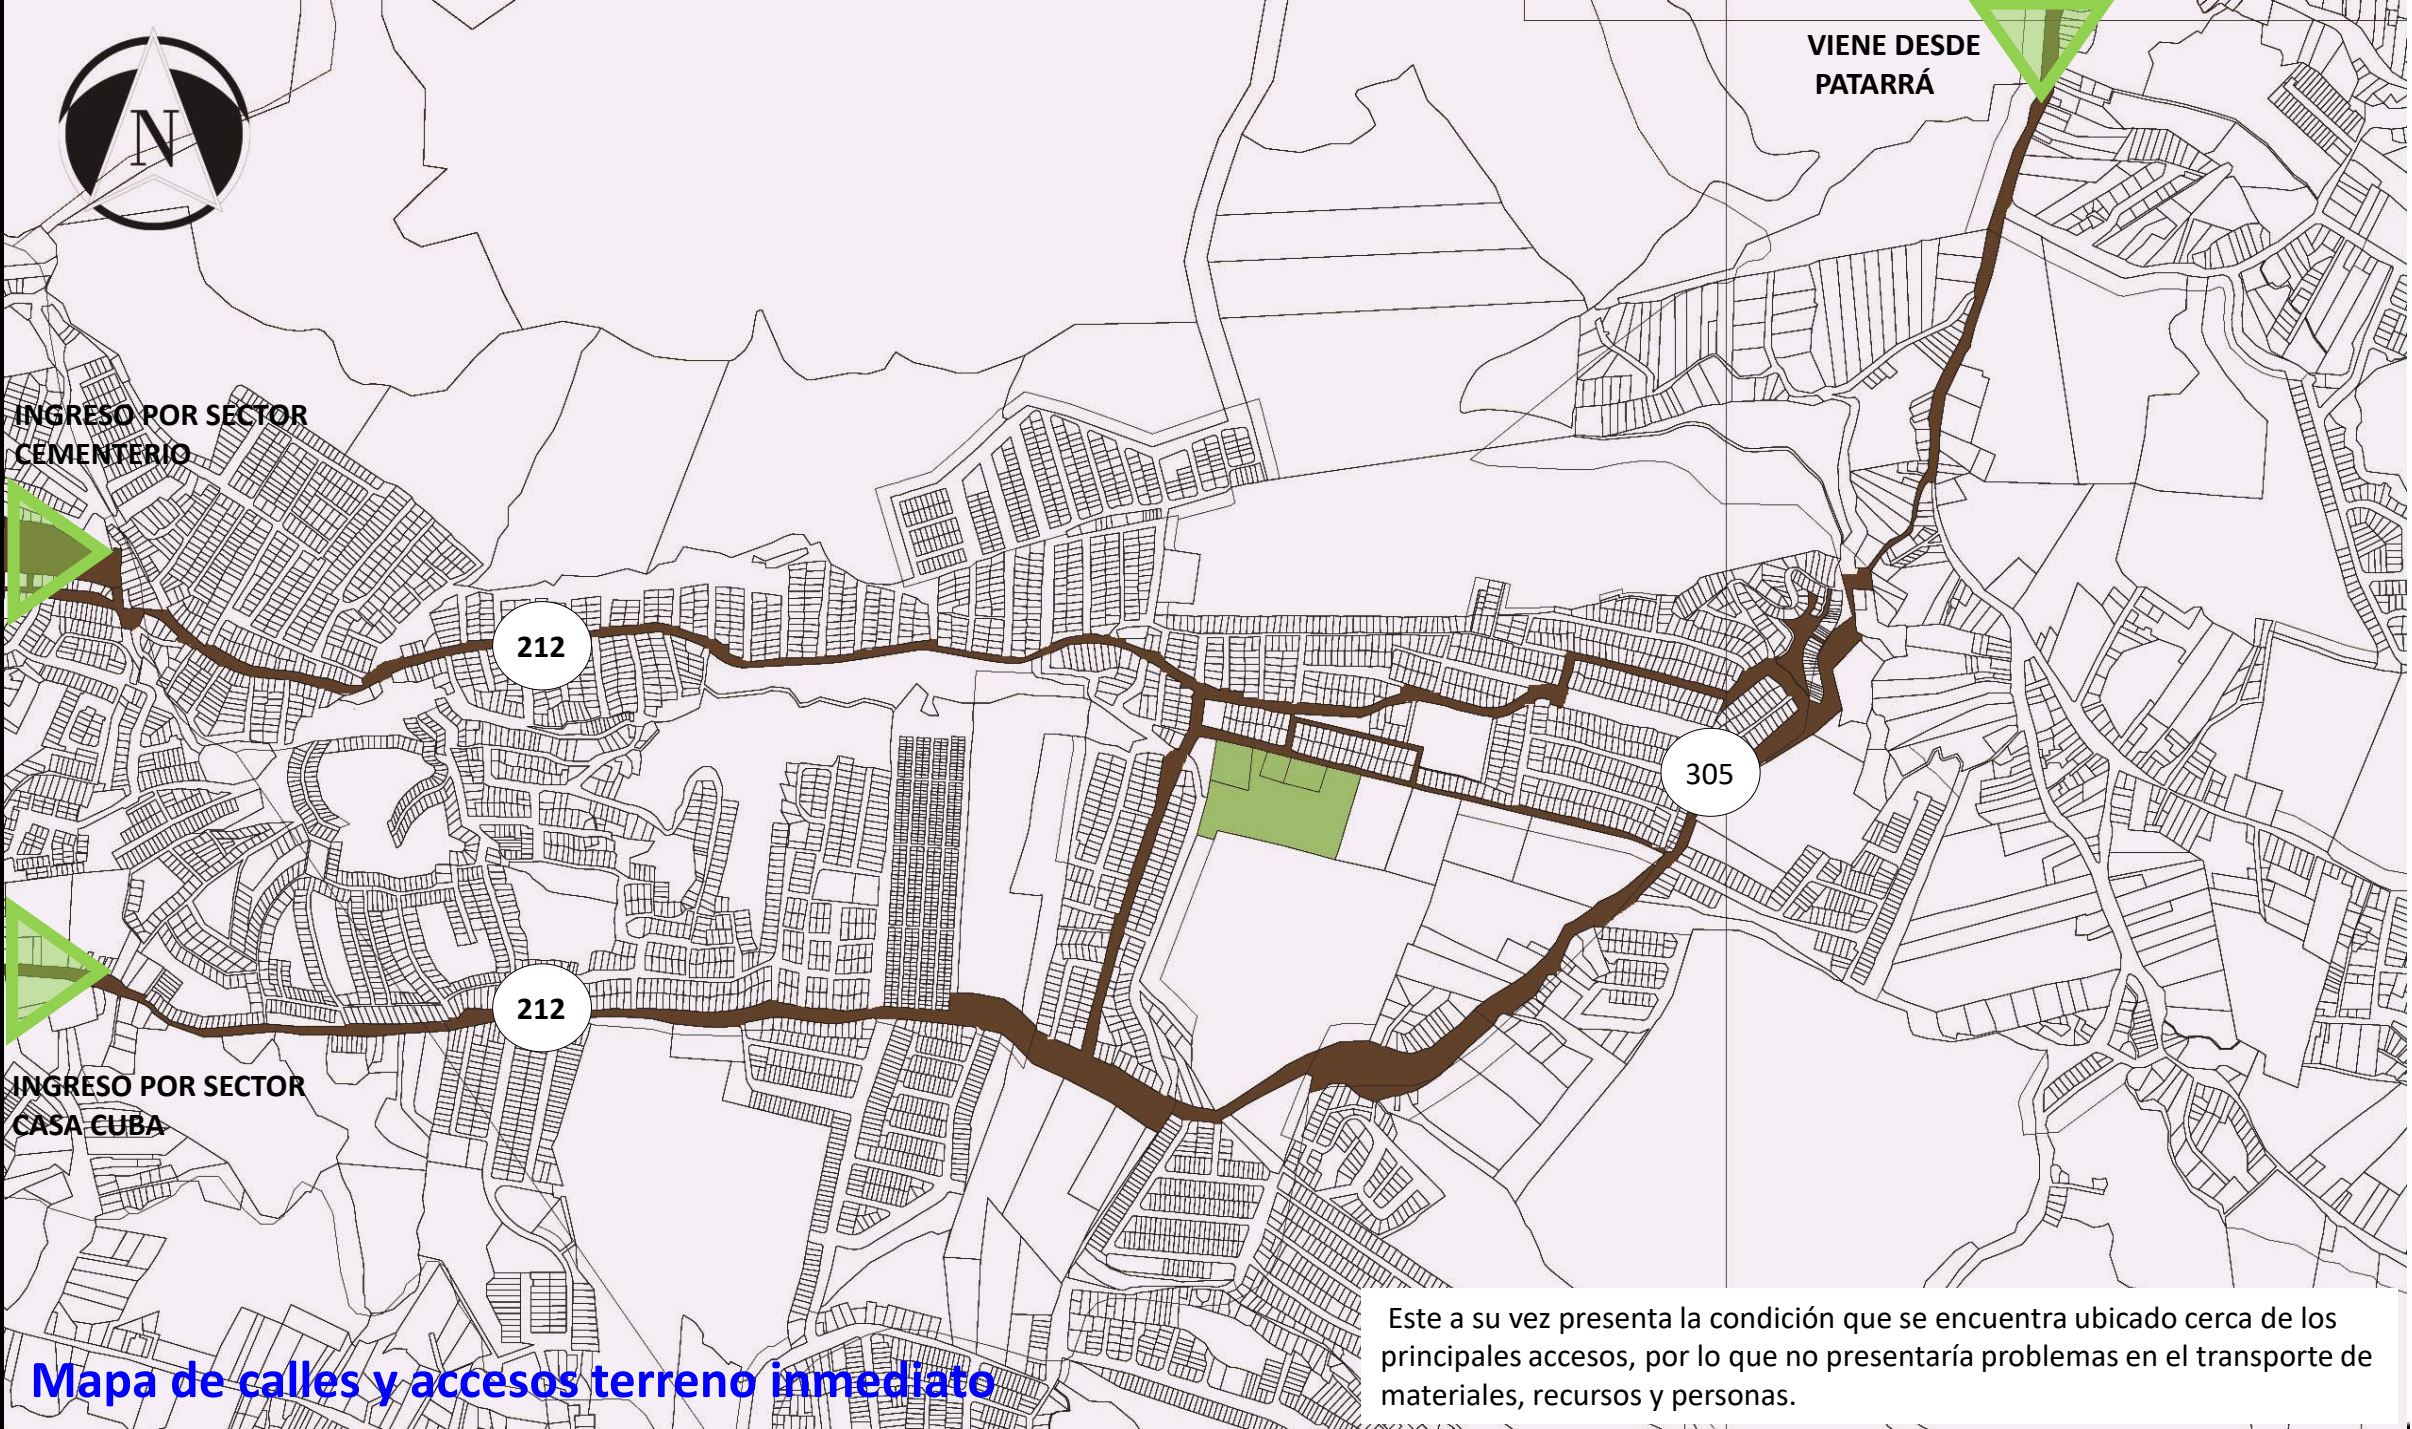 N
VIENE DESDE
PATARRÁ
INGRESO POR SECTOR
CEMENTERIO
212
305
212
INGRESO POR SECTOR
CASA CUBA
Este a su vez presenta la condición que se encuentra ubicado cerca de los
principales accesos, por lo que no presentaría problemas en el transporte de
materiales, recursos y personas.
Mapa de calles y accesos terreno inmediato